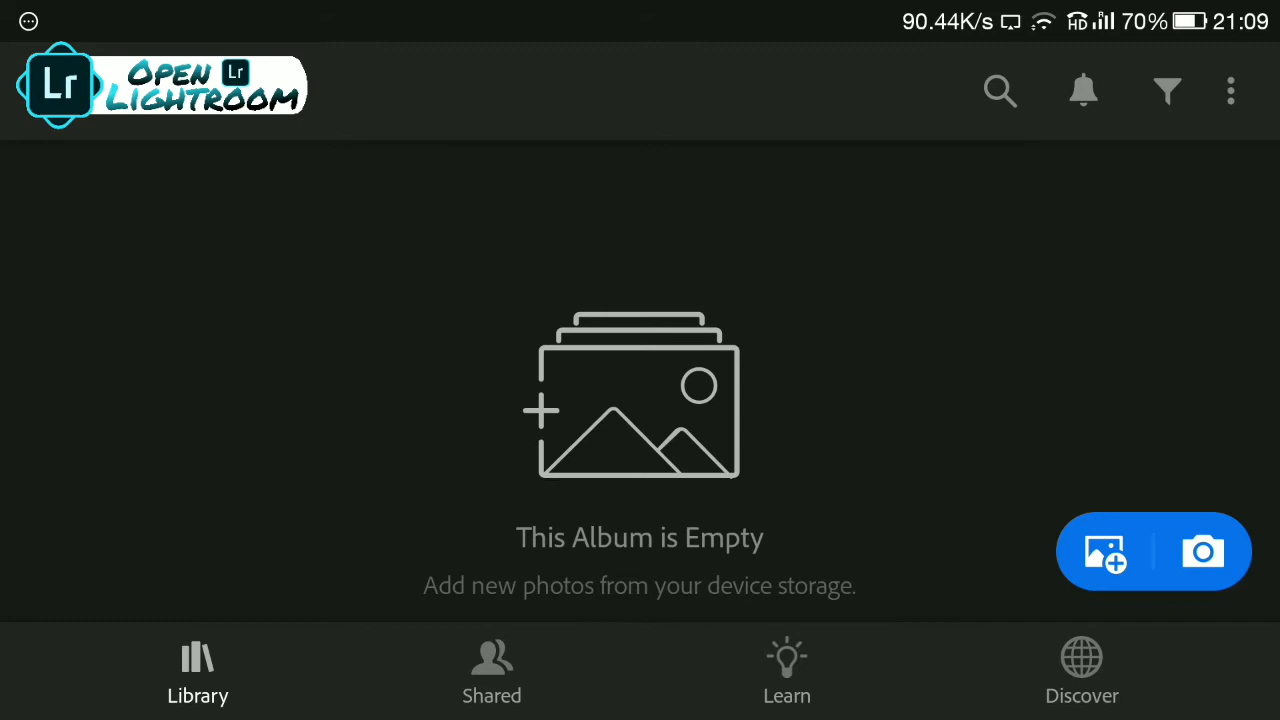 90.44K/s HD R 70% 21:09
Lr Open Lr
Lightroom
This Album is Empty
Add new photos from your device storage.
Library Shared Learn Discover